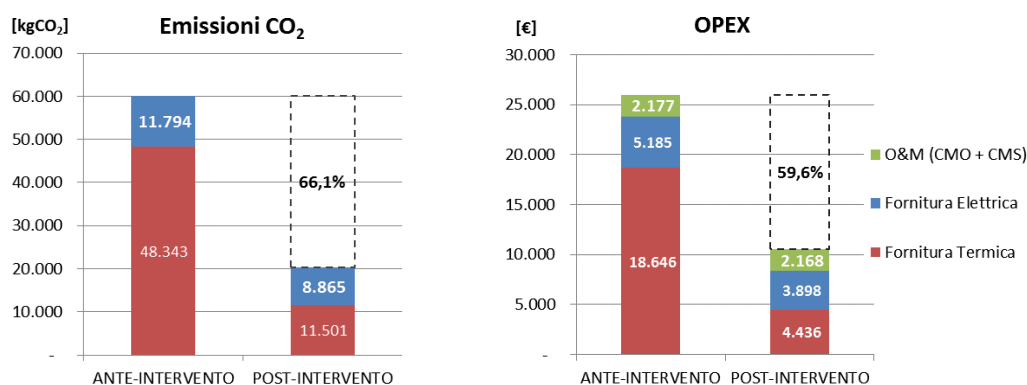 [kgCO₂]
Emissioni CO₂
70.000
60.000
50.000
40.000
30.000
20.000
10.000
-
11.794
48.343
66,1%
8.865
11.501
ANTE-INTERVENTO
POST-INTERVENTO
[€]
OPEX
30.000
25.000
20.000
15.000
10.000
5.000
-
2.177
5.185
18.646
59,6%
2.168
3.898
4.436
ANTE-INTERVENTO
POST-INTERVENTO
O&M (CMO + CMS)
Fornitura Elettrica
Fornitura Termica